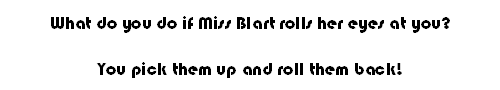 What do you do if Miss Blart rolls her eyes at you?
You pick them up and roll them back!